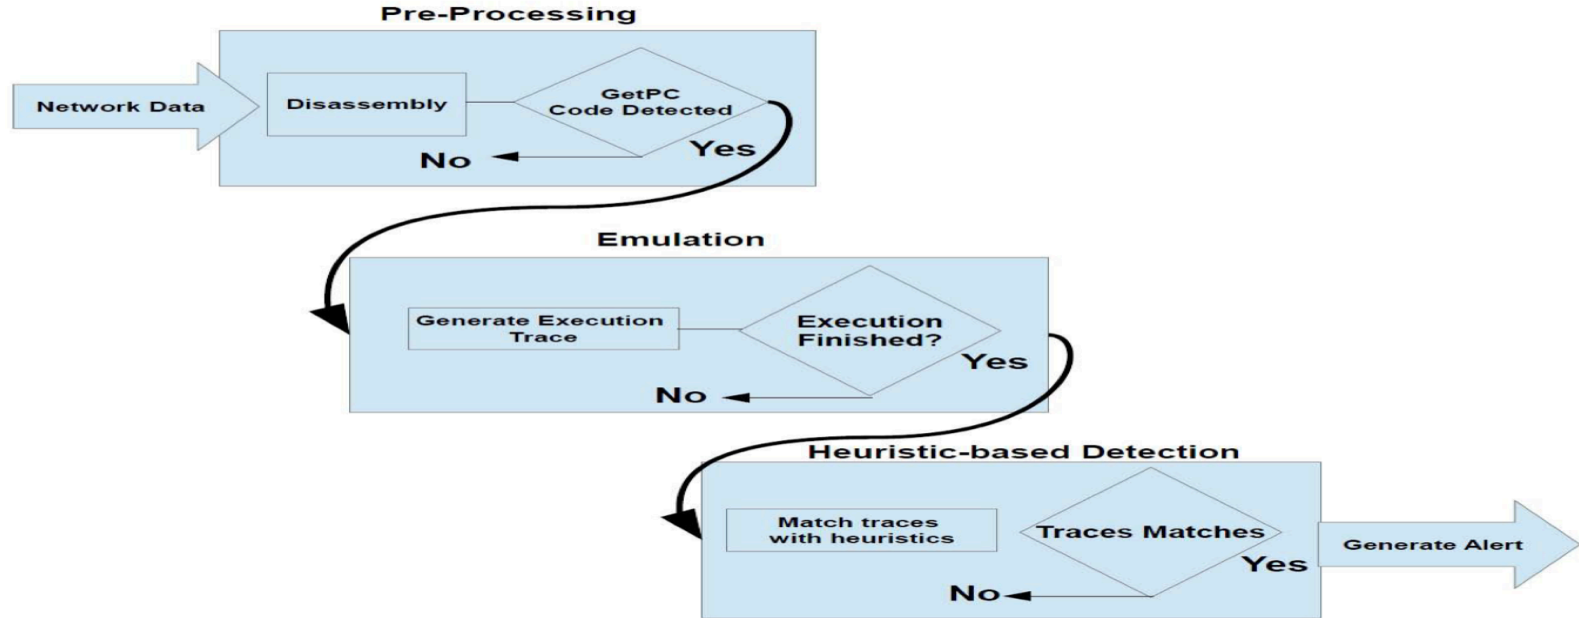 Pre-Processing
Network Data
Disassembly
GetPC
Code Detected
No
Yes
Emulation
Generate Execution
Trace
Execution
Finished?
Yes
No
Heuristic-based Detection
Match traces
with heuristics
Traces Matches
Yes
No
Generate Alert